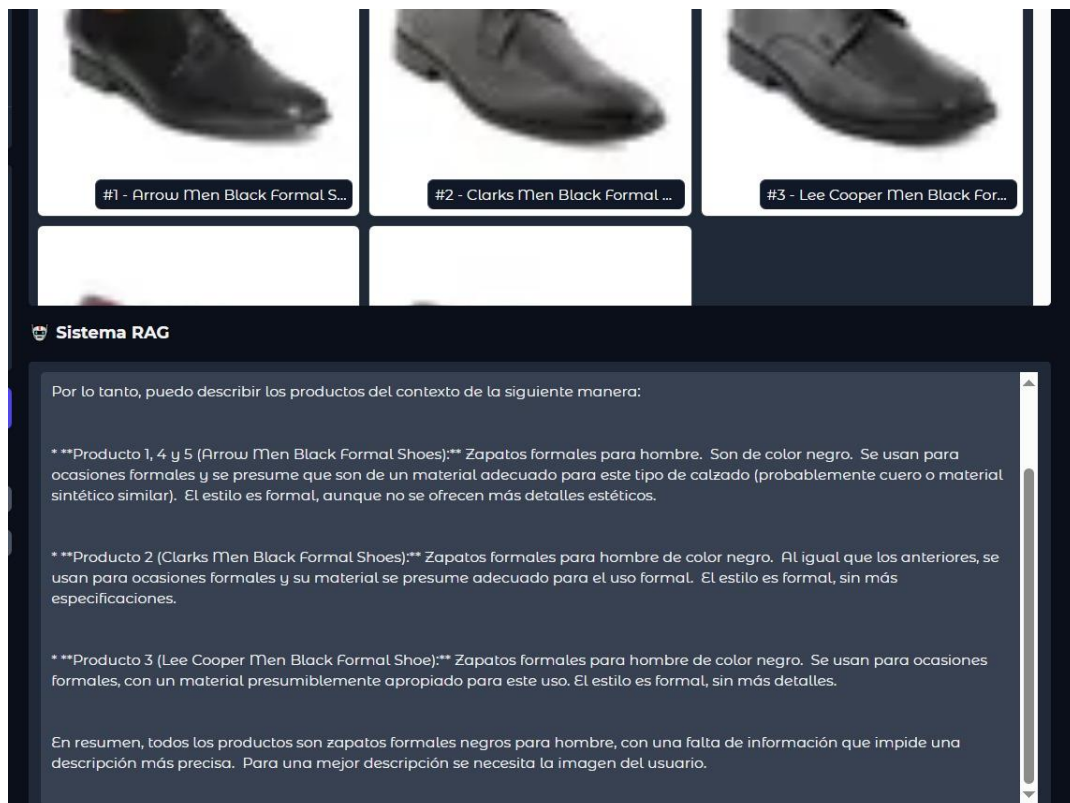 #1 - Arrow Men Black Formal S...
#2 - Clarks Men Black Formal ...
#3 - Lee Cooper Men Black For...
Sistema RAG
Por lo tanto, puedo describir los productos del contexto de la siguiente manera:
* **Producto 1, 4 y 5 (Arrow Men Black Formal Shoes):** Zapatos formales para hombre. Son de color negro. Se usan para
ocasiones formales y se presume que son de un material adecuado para este tipo de calzado (probablemente cuero o material
sintético similar). El estilo es formal, aunque no se ofrecen más detalles estéticos.
* **Producto 2 (Clarks Men Black Formal Shoes):** Zapatos formales para hombre de color negro. Al igual que los anteriores, se
usan para ocasiones formales y su material se presume adecuado para el uso formal. El estilo es formal, sin más
especificaciones.
* **Producto 3 (Lee Cooper Men Black Formal Shoe):** Zapatos formales para hombre de color negro. Se usan para ocasiones
formales, con un material presumiblemente apropiado para este uso. El estilo es formal, sin más detalles.
En resumen, todos los productos son zapatos formales negros para hombre, con una falta de información que impide una
descripción más precisa. Para una mejor descripción se necesita la imagen del usuario.